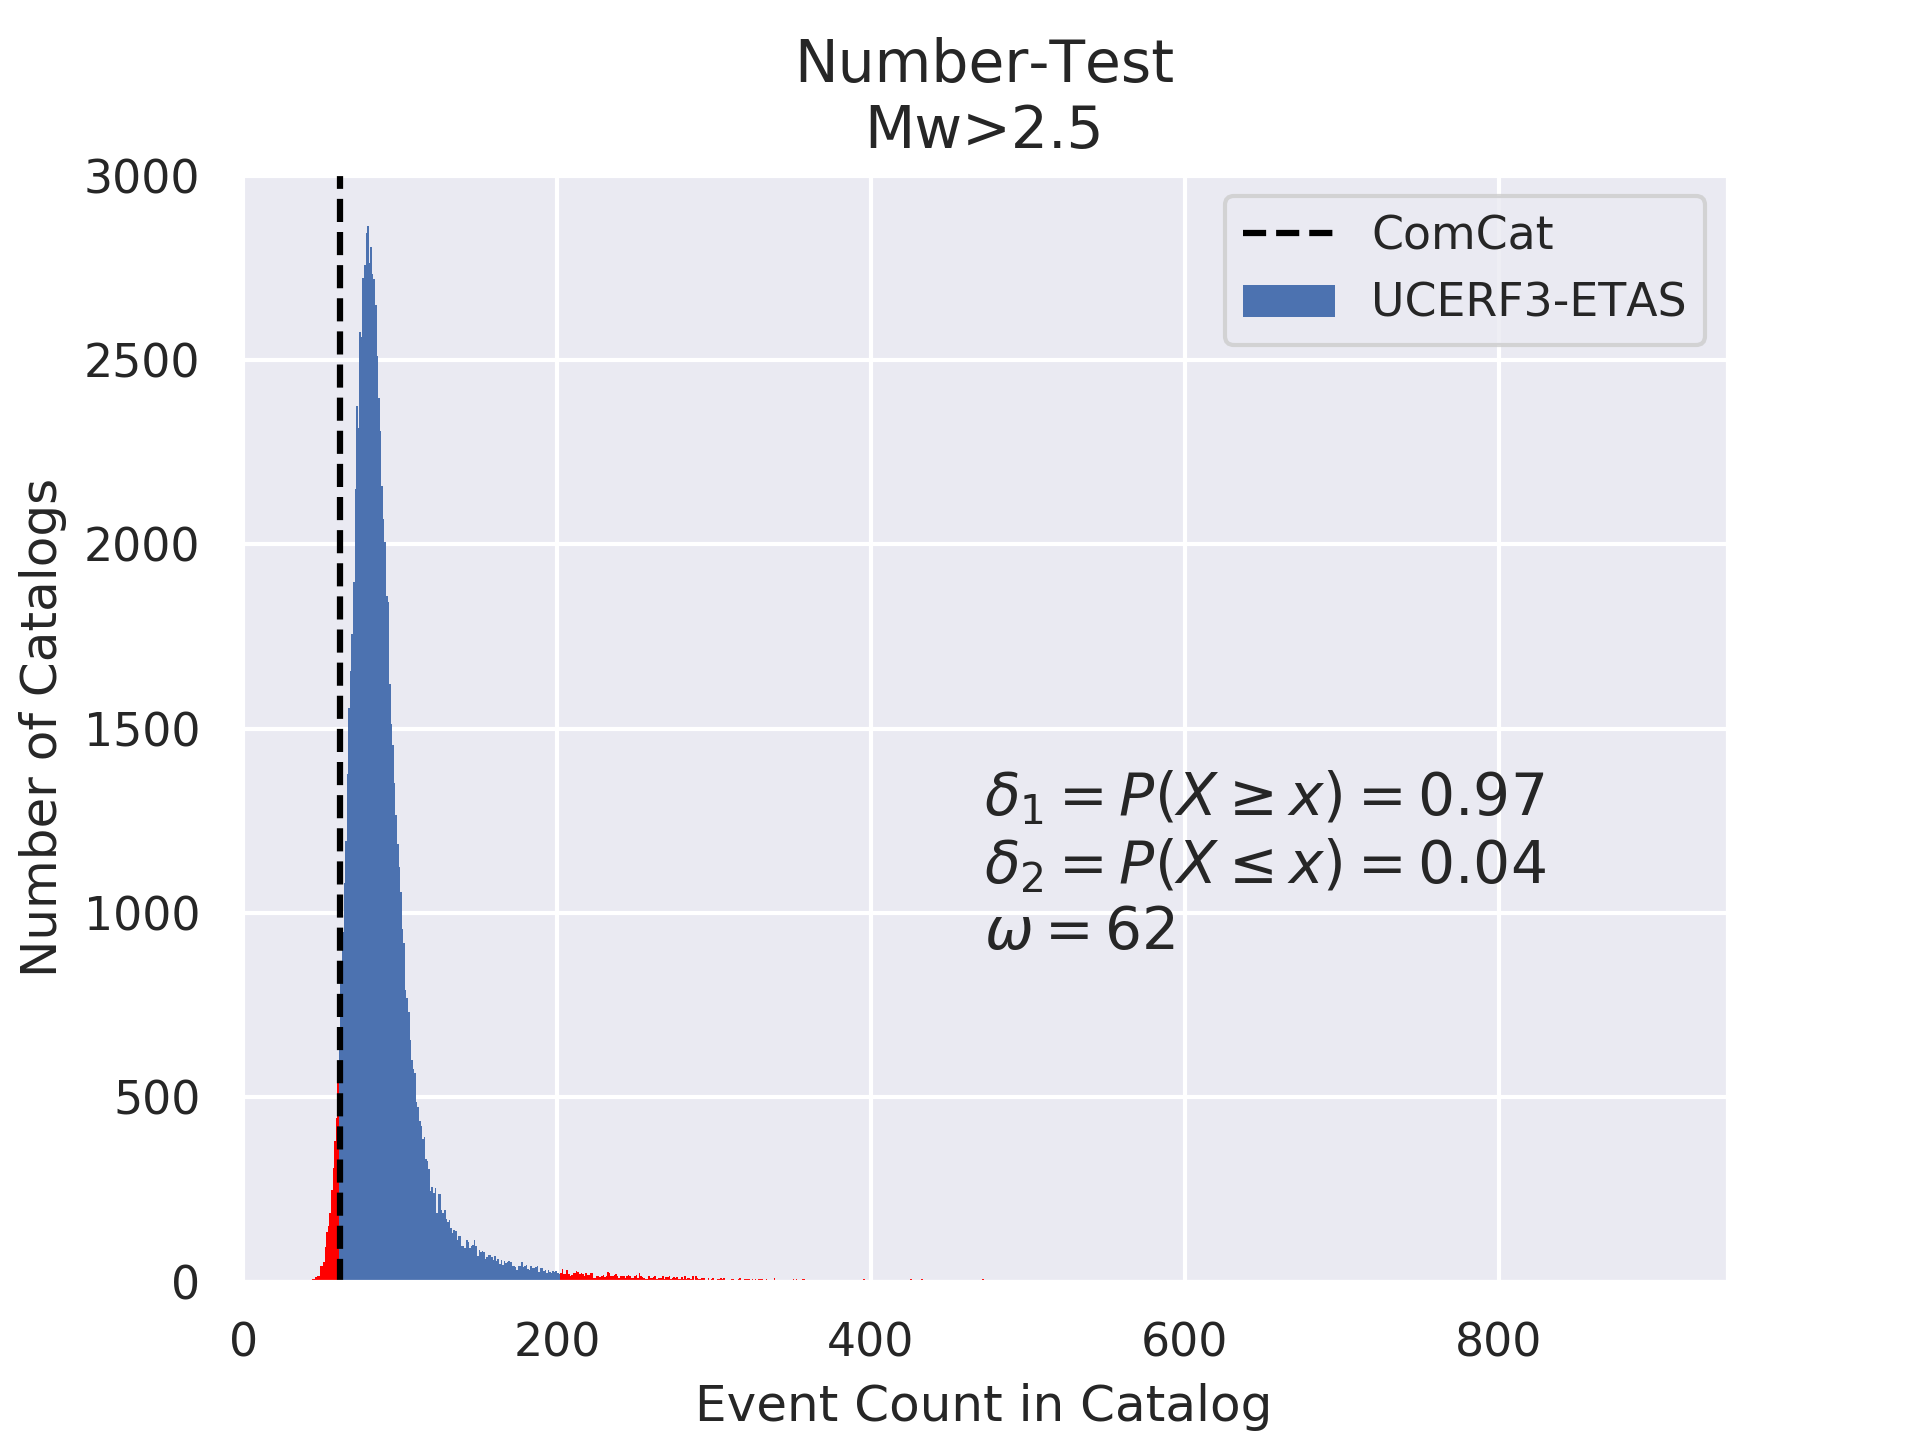 Number-Test
Mw>2.5
3000
2500
2000
1500
1000
500
0
Number of Catalogs
ComCat
UCERF3-ETAS
δ₁ = P(X ≥ x) = 0.97
δ₂ = P(X ≤ x) = 0.04
ω = 62
0 200 400 600 800
Event Count in Catalog